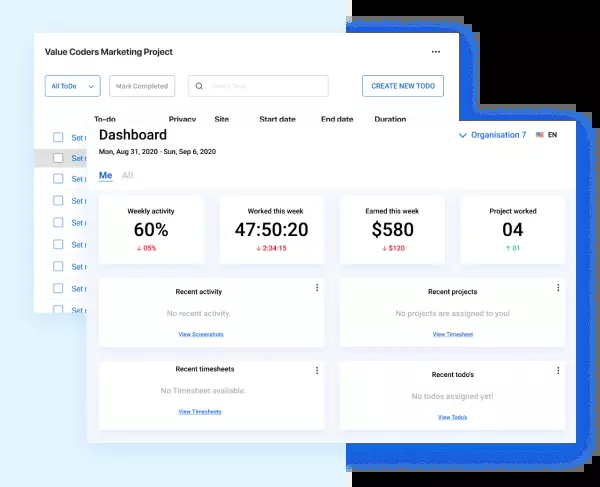 Value Coders Marketing Project
All ToDo
Mark Completed
CREATE NEW TODO
To-do Privacy Site Start date End date Duration
Dashboard
Mon, Aug 31, 2020 - Sun, Sep 6, 2020
Organisation 7
EN
Me All
Set
Set
Set
Set
Set
Set
Set
Set
Set
Weekly activity
60%
↓ 05%
Worked this week
47:50:20
↓ 2:34:15
Earned this week
$580
↓ $120
Project worked
04
↑ 01
Recent activity
No recent activity.
View Screenshots
Recent projects
No projects are assigned to you!
View Timesheet
Recent timesheets
No Timesheet available.
View Timesheets
Recent todo's
No todos assigned yet!
View Todo's